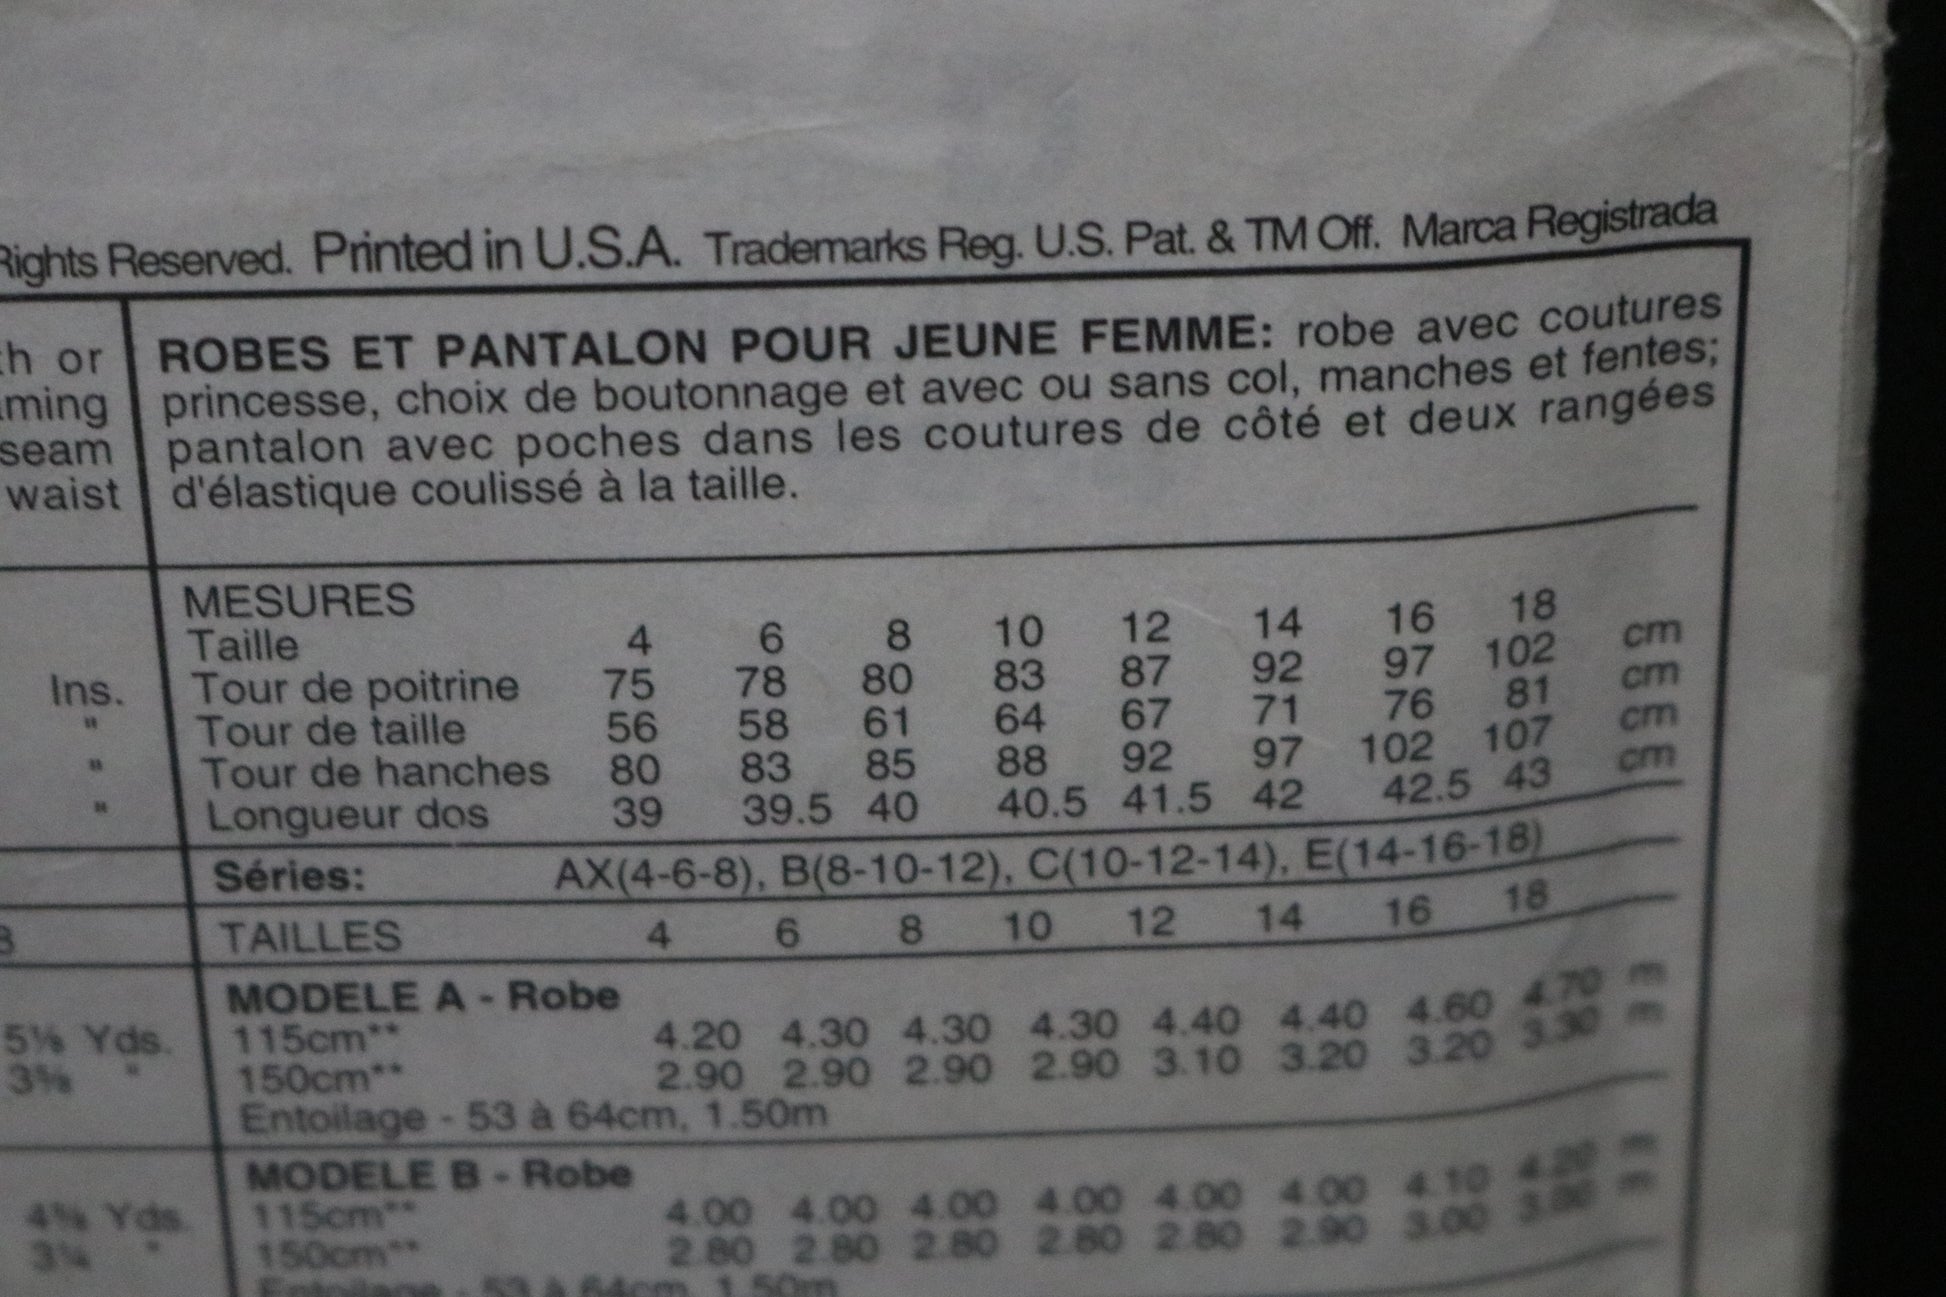 Rights Reserved. Printed in U.S.A. Trademarks Reg. U.S. Pat. & TM Off. Marca Registrada
or
seam
waist
Ins.
"
"
"
5⅛ Yds.
3⅝ "
Yds.
"
ROBES ET PANTALON POUR JEUNE FEMME: robe avec coutures
princesse, choix de boutonnage et avec ou sans col, manches et fentes;
pantalon avec poches dans les coutures de côté et deux rangées
d'élastique coulissé à la taille.
MESURES
Taille 4 6 8 10 12 14 16 18
Tour de poitrine 75 78 80 83 87 92 97 102 cm
Tour de taille 56 58 61 64 67 71 76 81 cm
Tour de hanches 80 83 85 88 92 97 102 107 cm
Longueur dos 39 39.5 40 40.5 41.5 42 42.5 43 cm
Séries: AX(4-6-8), B(8-10-12), C(10-12-14), E(14-16-18)
TAILLES 4 6 8 10 12 14 16 18
MODELE A - Robe
115cm** 4.20 4.30 4.30 4.30 4.40 4.40 4.60 4.70 m
150cm** 2.90 2.90 2.90 2.90 3.10 3.20 3.20 3.30 m
Entoilage - 53 à 64cm, 1.50m
MODELE B - Robe
115cm** 4.00 4.00 4.00 4.00 4.00 4.00 4.10 4.20 m
150cm** 2.80 2.80 2.80 2.80 2.80 2.90 3.00 m
Entoilage - 53 à 64cm, 1.50m